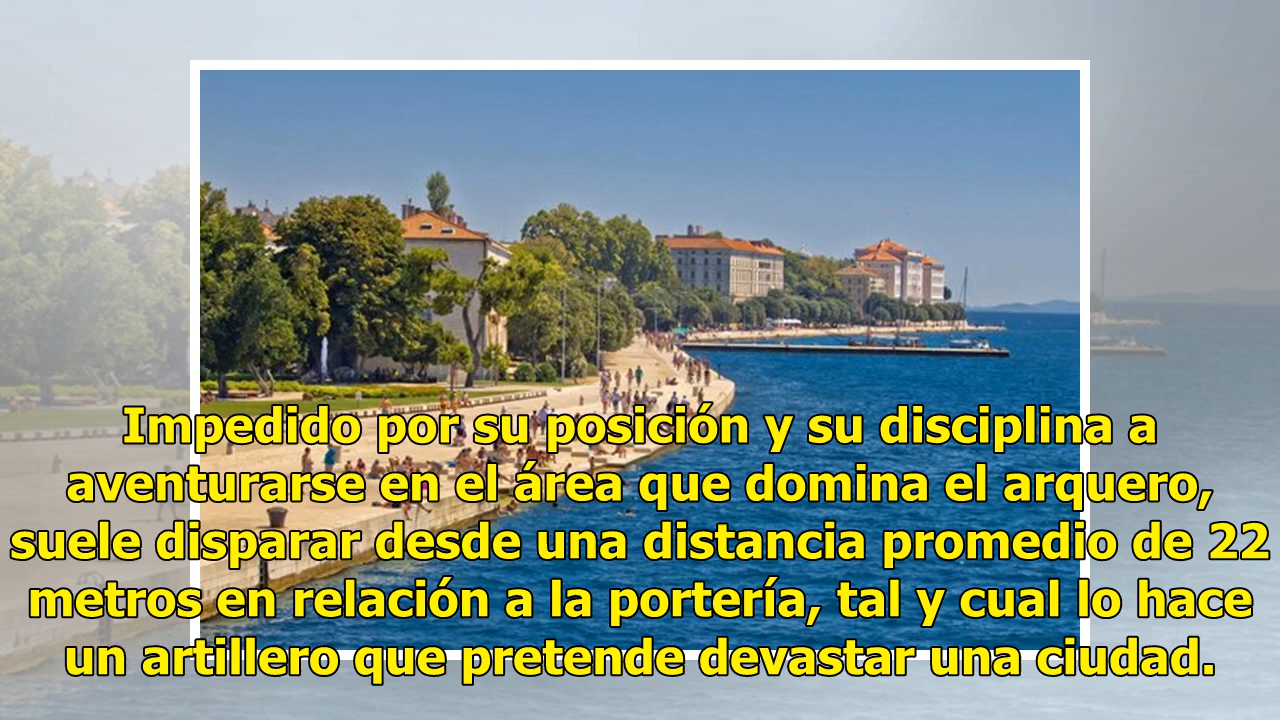 Impedido por su posición y su disciplina a
aventurarse en el área que domina el arquero,
suele disparar desde una distancia promedio de 22
metros en relación a la portería, tal y cual lo hace
un artillero que pretende devastar una ciudad.